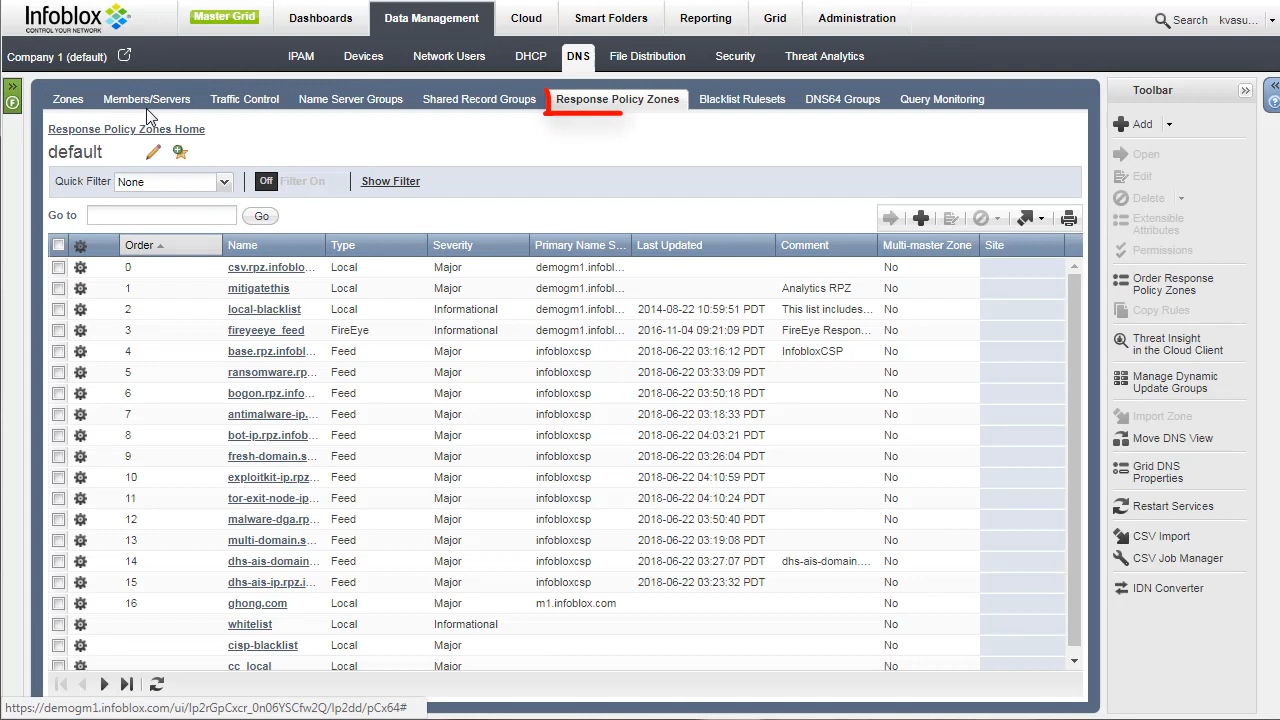 Infoblox
CONTROL YOUR NETWORK
Master Grid
Dashboards Data Management Cloud Smart Folders Reporting Grid Administration
Search kvasu...
Company 1 (default)
IPAM Devices Network Users DHCP DNS File Distribution Security Threat Analytics
Zones Members/Servers Traffic Control Name Server Groups Shared Record Groups Response Policy Zones Blacklist Rulesets DNS64 Groups Query Monitoring
Response Policy Zones Home
default
Quick Filter None Off Filter On Show Filter
Go to Go
Order Name Type Severity Primary Name S... Last Updated Comment Multi-master Zone Site
0 csv.rpz.infoblo... Local Major demogm1.infobl... No
1 mitigatethis Local Major demogm1.infobl... Analytics RPZ No
2 local-blacklist Local Informational demogm1.infobl... 2014-08-22 10:59:51 PDT This list includes... No
3 fireyeeye_feed FireEye Informational demogm1.infobl... 2016-11-04 09:21:09 PDT FireEye Respon... No
4 base.rpz.infobl... Feed Major infobloxcsp 2018-06-22 03:16:12 PDT InfobloxCSP No
5 ransomware.rp... Feed Major infobloxcsp 2018-06-22 03:33:09 PDT No
6 bogon.rpz.info... Feed Major infobloxcsp 2018-06-22 03:50:18 PDT No
7 antimalware-ip.... Feed Major infobloxcsp 2018-06-22 03:18:33 PDT No
8 bot-ip.rpz.infob... Feed Major infobloxcsp 2018-06-22 04:03:21 PDT No
9 fresh-domain.s... Feed Major infobloxcsp 2018-06-22 03:26:04 PDT No
10 exploitkit-ip.rpz... Feed Major infobloxcsp 2018-06-22 04:10:59 PDT No
11 tor-exit-node-ip... Feed Major infobloxcsp 2018-06-22 04:10:24 PDT No
12 malware-dga.rp... Feed Major infobloxcsp 2018-06-22 03:50:40 PDT No
13 multi-domain.s... Feed Major infobloxcsp 2018-06-22 03:19:08 PDT No
14 dhs-ais-domain.... Feed Major infobloxcsp 2018-06-22 03:27:07 PDT dhs-ais-domain.... No
15 dhs-ais-ip.rpz.i... Feed Major infobloxcsp 2018-06-22 03:23:32 PDT No
16 ghong.com Local Major m1.infoblox.com No
whitelist Local Informational No
cisp-blacklist Local Major No
cc_local Local Major No
https://demogm1.infoblox.com/ui/Ip2rGpCxcr_0n06YSCfw2Q/Ip2dd/pCx64#
Toolbar
Add
Open
Edit
Delete
Extensible
Attributes
Permissions
Order Response
Policy Zones
Copy Rules
Threat Insight
in the Cloud Client
Manage Dynamic
Update Groups
Import Zone
Move DNS View
Grid DNS
Properties
Restart Services
CSV Import
CSV Job Manager
IDN Converter